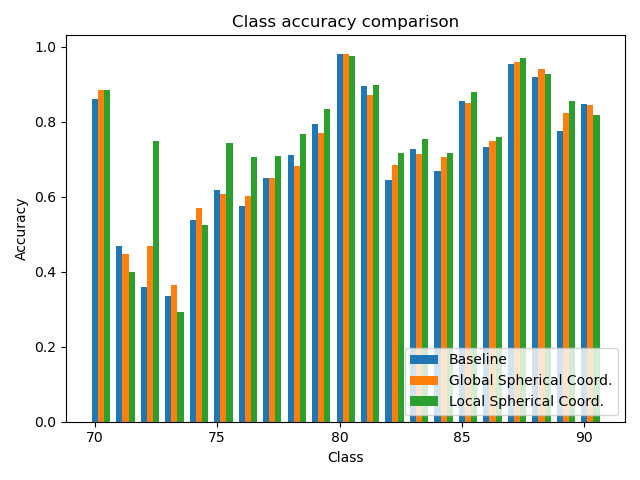 Class accuracy comparison
1.0
0.8
0.6
0.4
0.2
0.0
Accuracy
Baseline
Global Spherical Coord.
Local Spherical Coord.
70 75 80 85 90
Class